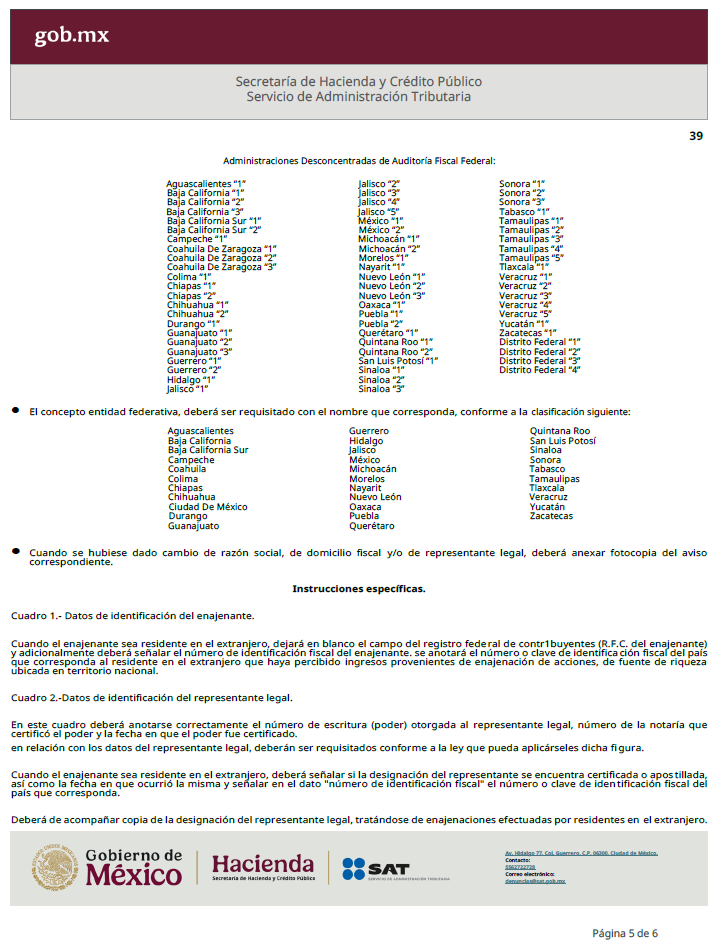 gob.mx
Secretaría de Hacienda y Crédito Público
Servicio de Administración Tributaria
39
Administraciones Desconcentradas de Auditoría Fiscal Federal:
Aguascalientes “1”
Baja California “1”
Baja California “2”
Baja California “3”
Baja California Sur “1”
Baja California Sur “2”
Campeche “1”
Coahuila De Zaragoza “1”
Coahuila De Zaragoza “2”
Coahuila De Zaragoza “3”
Colima “1”
Chiapas “1”
Chiapas “2”
Chihuahua “1”
Chihuahua “2”
Durango “1”
Guanajuato “1”
Guanajuato “2”
Guanajuato “3”
Guerrero “1”
Guerrero “2”
Hidalgo “1”
Jalisco “1”
Jalisco “2”
Jalisco “3”
Jalisco “4”
Jalisco “5”
México “1”
México “2”
Michoacán “1”
Michoacán “2”
Morelos “1”
Nayarit “1”
Nuevo León “1”
Nuevo León “2”
Nuevo León “3”
Oaxaca “1”
Puebla “1”
Puebla “2”
Querétaro “1”
Quintana Roo “1”
Quintana Roo “2”
San Luis Potosí “1”
Sinaloa “1”
Sinaloa “2”
Sinaloa “3”
Sonora “1”
Sonora “2”
Sonora “3”
Tabasco “1”
Tamaulipas “1”
Tamaulipas “2”
Tamaulipas “3”
Tamaulipas “4”
Tamaulipas “5”
Tlaxcala “1”
Veracruz “1”
Veracruz “2”
Veracruz “3”
Veracruz “4”
Veracruz “5”
Yucatán “1”
Zacatecas “1”
Distrito Federal “1”
Distrito Federal “2”
Distrito Federal “3”
Distrito Federal “4”
• El concepto entidad federativa, deberá ser requisitado con el nombre que corresponda, conforme a la clasificación siguiente:
Aguascalientes
Baja California
Baja California Sur
Campeche
Coahuila
Colima
Chiapas
Chihuahua
Ciudad De México
Durango
Guanajuato
Guerrero
Hidalgo
Jalisco
México
Michoacán
Morelos
Nayarit
Nuevo León
Oaxaca
Puebla
Querétaro
Quintana Roo
San Luis Potosí
Sinaloa
Sonora
Tabasco
Tamaulipas
Tlaxcala
Veracruz
Yucatán
Zacatecas
• Cuando se hubiese dado cambio de razón social, de domicilio fiscal y/o de representante legal, deberá anexar fotocopia del aviso
correspondiente.
Instrucciones específicas.
Cuadro 1.- Datos de identificación del enajenante.
Cuando el enajenante sea residente en el extranjero, dejará en blanco el campo del registro federal de contr1buyentes (R.F.C. del enajenante)
y adicionalmente deberá señalar el número de identificación fiscal del enajenante. se anotará el número o clave de identificación fiscal del país
que corresponda al residente en el extranjero que haya percibido ingresos provenientes de enajenación de acciones, de fuente de riqueza
ubicada en territorio nacional.
Cuadro 2.-Datos de identificación del representante legal.
En este cuadro deberá anotarse correctamente el número de escritura (poder) otorgada al representante legal, número de la notaría que
certificó el poder y la fecha en que el poder fue certificado.
en relación con los datos del representante legal, deberán ser requisitados conforme a la ley que pueda aplicárseles dicha figura.
Cuando el enajenante sea residente en el extranjero, deberá señalar si la designación del representante se encuentra certificada o apostillada,
así como la fecha en que ocurrió la misma y señalar en el dato "número de identificación fiscal" el número o clave de identificación fiscal del
país que corresponda.
Deberá de acompañar copia de la designación del representante legal, tratándose de enajenaciones efectuadas por residentes en el extranjero.
Gobierno de
México
Hacienda
Secretaría de Hacienda y Crédito Público
SAT
SERVICIO DE ADMINISTRACIÓN TRIBUTARIA
Av. Hidalgo 77, Col. Guerrero, C.P. 06300, Ciudad de México.
Contacto:
5562722728
Correo electrónico:
denuncias@sat.gob.mx
Página 5 de 6